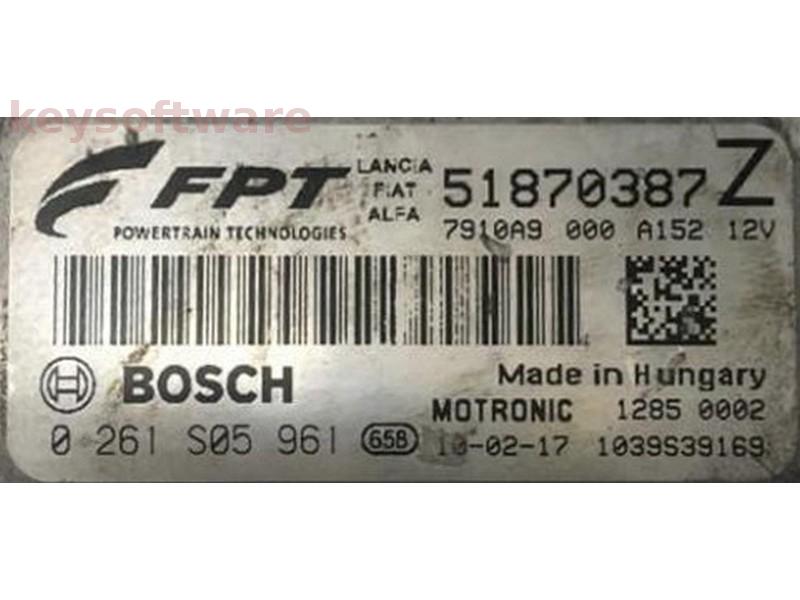 keysoftware
FPT
POWERTRAIN TECHNOLOGIES
LANCIA
FIAT
ALFA
51870387 Z
7910A9 000 A152 12V
BOSCH
Made in Hungary
MOTRONIC 1285 0002
0 261 S05 961 658 10-02-17 1039S39169